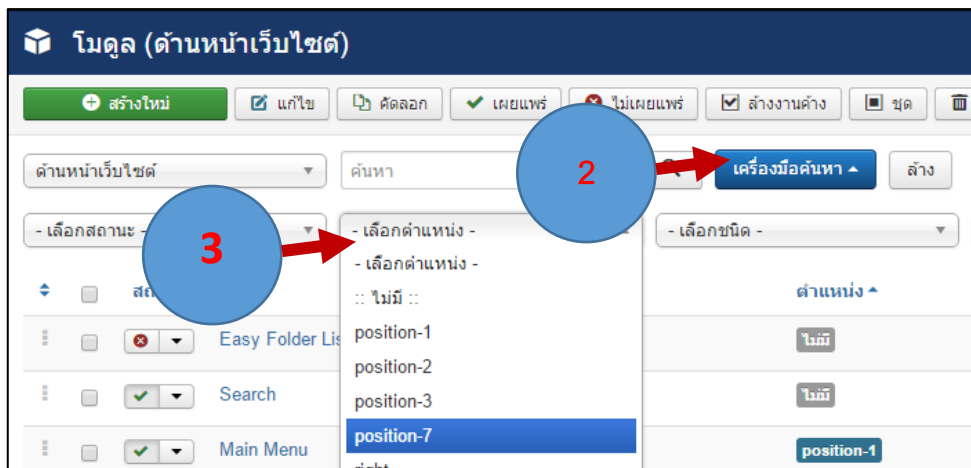 โมดูล (ด้านหน้าเว็บไซต์)
สร้างใหม่ แก้ไข คัดลอก เผยแพร่ ไม่เผยแพร่ ล้างงานค้าง ชุด
ด้านหน้าเว็บไซต์ ค้นหา 2 เครื่องมือค้นหา ล้าง
- เลือกสถานะ - 3 - เลือกตำแหน่ง - - เลือกชนิด -
- เลือกตำแหน่ง -
:: ไม่มี :: ตำแหน่ง
position-1
Easy Folder ไม่มี
position-2
position-3
Search ไม่มี
position-7
Main Menu position-1
right